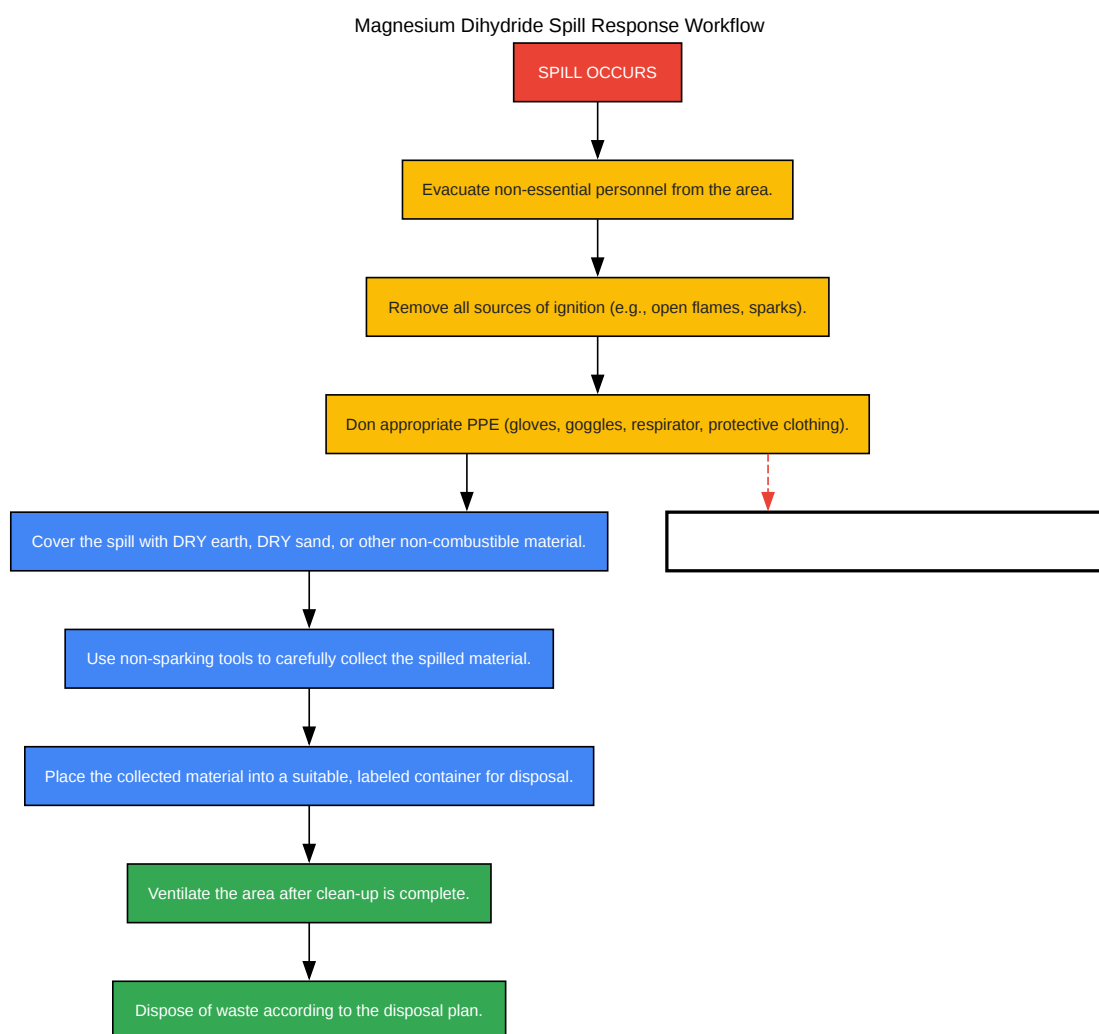 Magnesium Dihydride Spill Response Workflow
SPILL OCCURS
Evacuate non-essential personnel from the area.
Remove all sources of ignition (e.g., open flames, sparks).
Don appropriate PPE (gloves, goggles, respirator, protective clothing).
Cover the spill with DRY earth, DRY sand, or other non-combustible material.
Use non-sparking tools to carefully collect the spilled material.
Place the collected material into a suitable, labeled container for disposal.
Ventilate the area after clean-up is complete.
Dispose of waste according to the disposal plan.